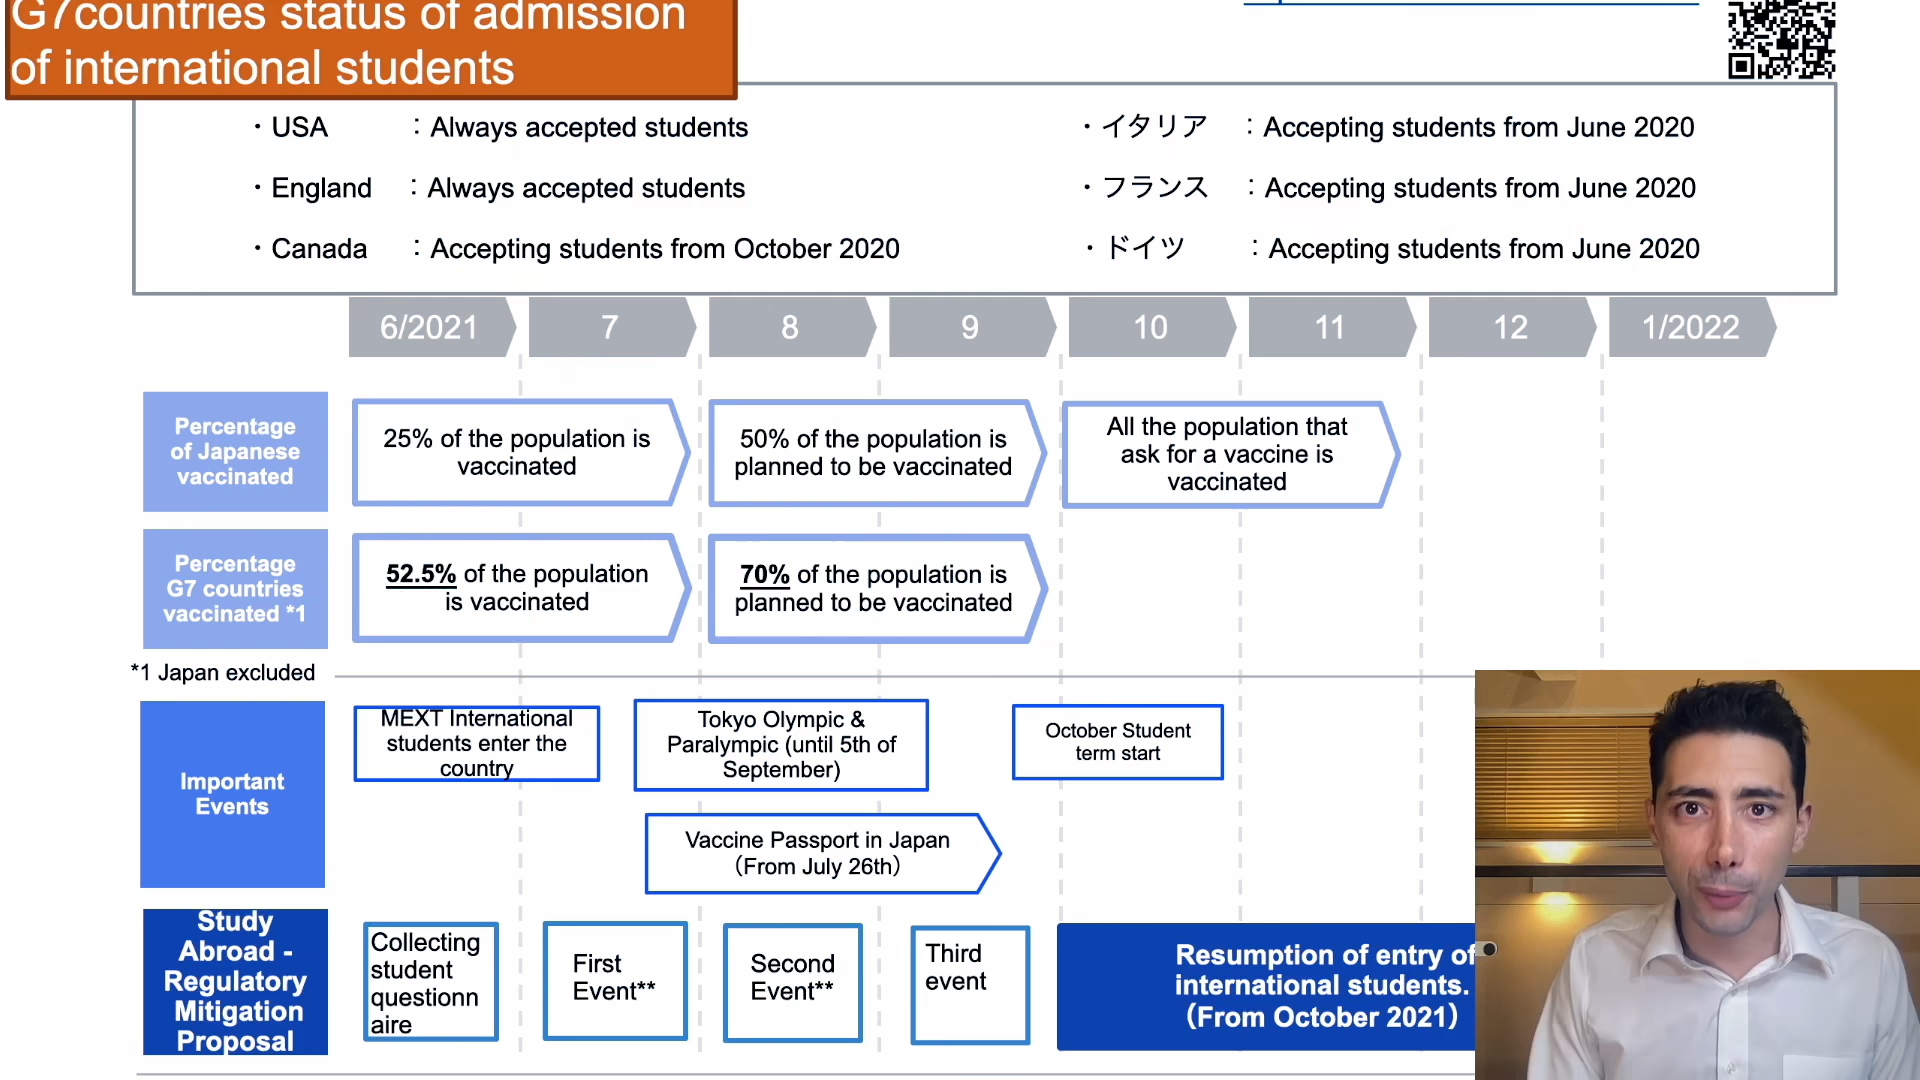 G7countries status of admission
of international students
・USA ：Always accepted students
・イタリア ：Accepting students from June 2020
・England ：Always accepted students
・フランス ：Accepting students from June 2020
・Canada ：Accepting students from October 2020
・ドイツ ：Accepting students from June 2020
6/2021 7 8 9 10 11 12 1/2022
Percentage
of Japanese
vaccinated
25% of the population is
vaccinated
50% of the population is
planned to be vaccinated
All the population that
ask for a vaccine is
vaccinated
Percentage
G7 countries
vaccinated *1
52.5% of the population
is vaccinated
70% of the population is
planned to be vaccinated
*1 Japan excluded
Important
Events
MEXT International
students enter the
country
Tokyo Olympic &
Paralympic (until 5th of
September)
October Student
term start
Vaccine Passport in Japan
（From July 26th）
Study
Abroad -
Regulatory
Mitigation
Proposal
Collecting
student
questionn
aire
First
Event**
Second
Event**
Third
event
Resumption of entry of
international students.
（From October 2021）